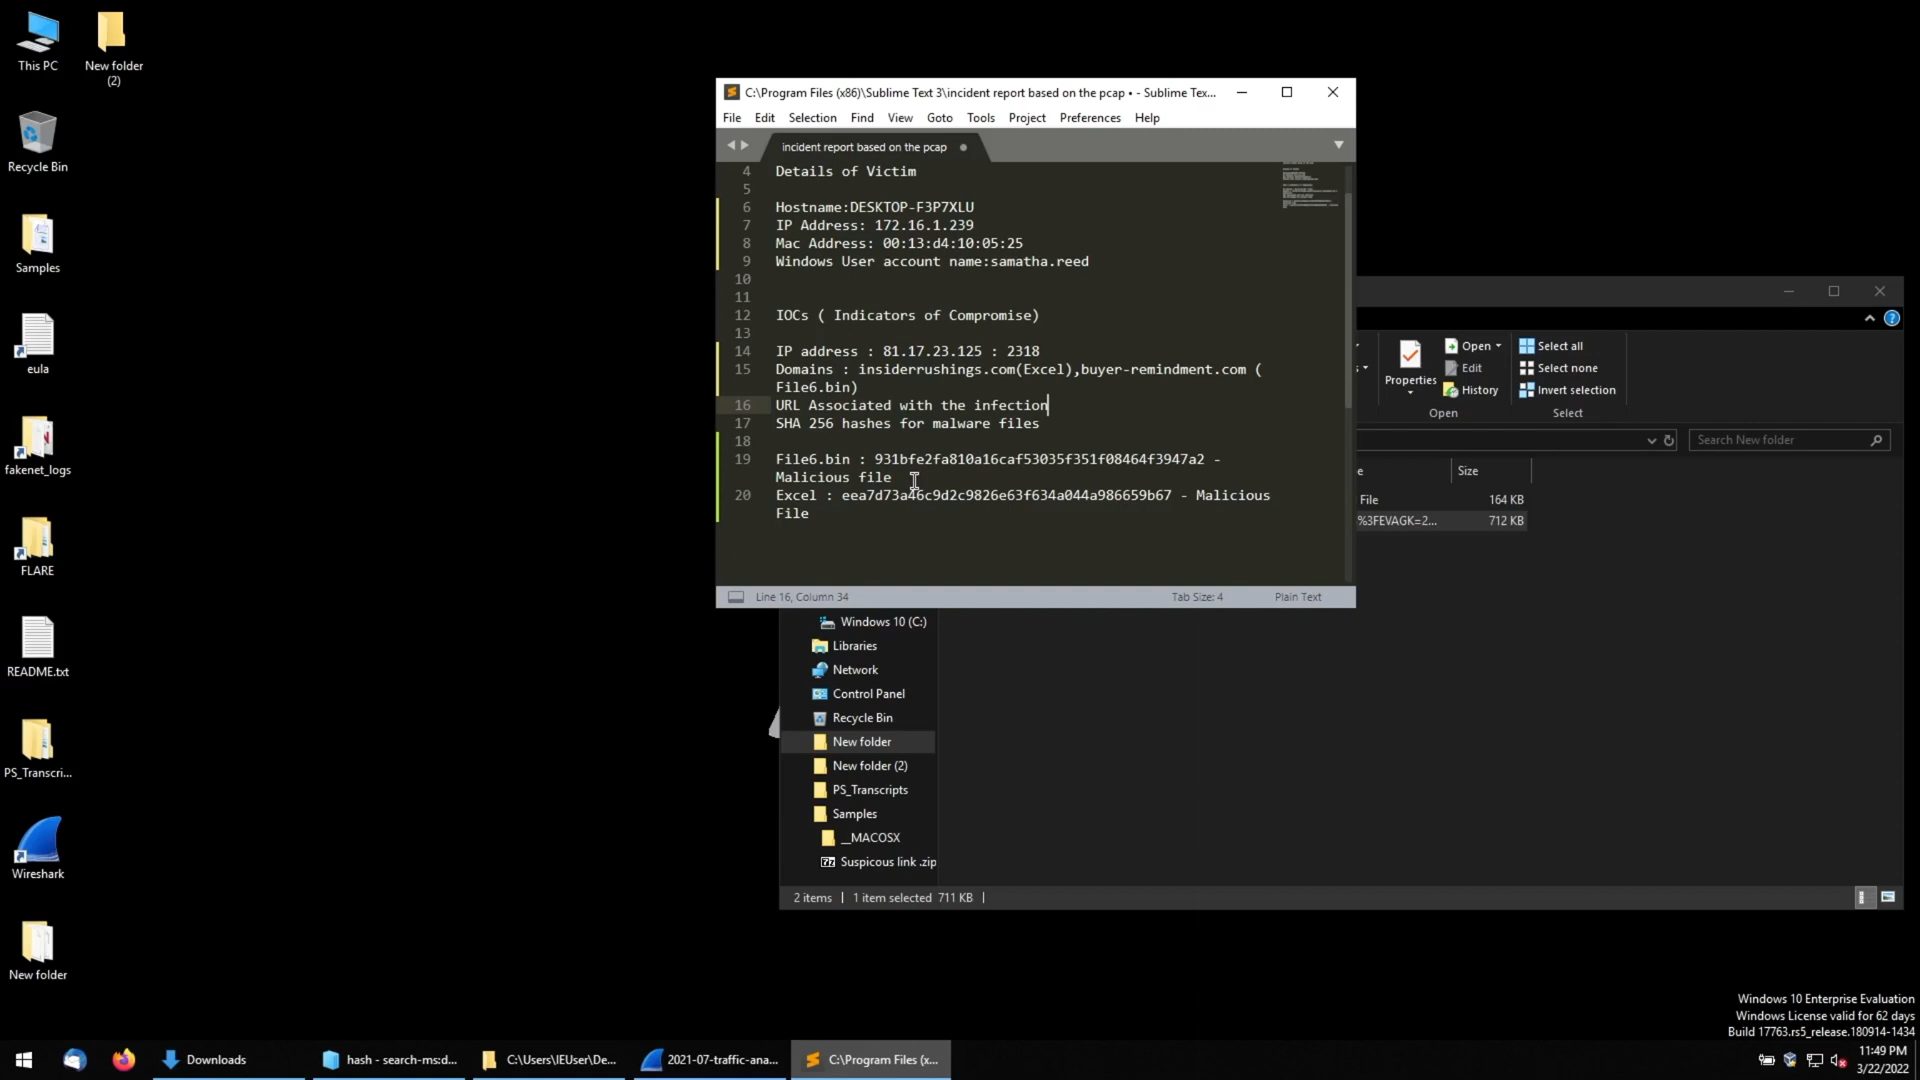 This PC
New folder
(2)
Recycle Bin
Samples
eula
fakenet_logs
FLARE
README.txt
PS_Transcri...
Wireshark
New folder
C:\Program Files (x86)\Sublime Text 3\incident report based on the pcap • - Sublime Tex...
File Edit Selection Find View Goto Tools Project Preferences Help
incident report based on the pcap
4 Details of Victim
5
6 Hostname:DESKTOP-F3P7XLU
7 IP Address: 172.16.1.239
8 Mac Address: 00:13:d4:10:05:25
9 Windows User account name:samatha.reed
10
11
12 IOCs ( Indicators of Compromise)
13
14 IP address : 81.17.23.125 : 2318
15 Domains : insiderrushings.com(Excel),buyer-remindment.com (
File6.bin)
16 URL Associated with the infection
17 SHA 256 hashes for malware files
18
19 File6.bin : 931bfe2fa810a16caf53035f351f08464f3947a2 -
Malicious file
20 Excel : eea7d73a46c9d2c9826e63f634a044a986659b67 - Malicious
File
Line 16, Column 34 Tab Size: 4 Plain Text
Properties
Open
Edit
History
Open
Select all
Select none
Invert selection
Select
Search New folder
e Size
File 164 KB
%3FEVAGK=2... 712 KB
Windows 10 (C:)
Libraries
Network
Control Panel
Recycle Bin
New folder
New folder (2)
PS_Transcripts
Samples
__MACOSX
Suspicous link .zip
2 items | 1 item selected 711 KB |
Windows 10 Enterprise Evaluation
Windows License valid for 62 days
Build 17763.rs5_release.180914-1434
Downloads
hash - search-ms:d...
C:\Users\IEUser\De...
2021-07-traffic-ana...
C:\Program Files (x...
11:49 PM
3/22/2022